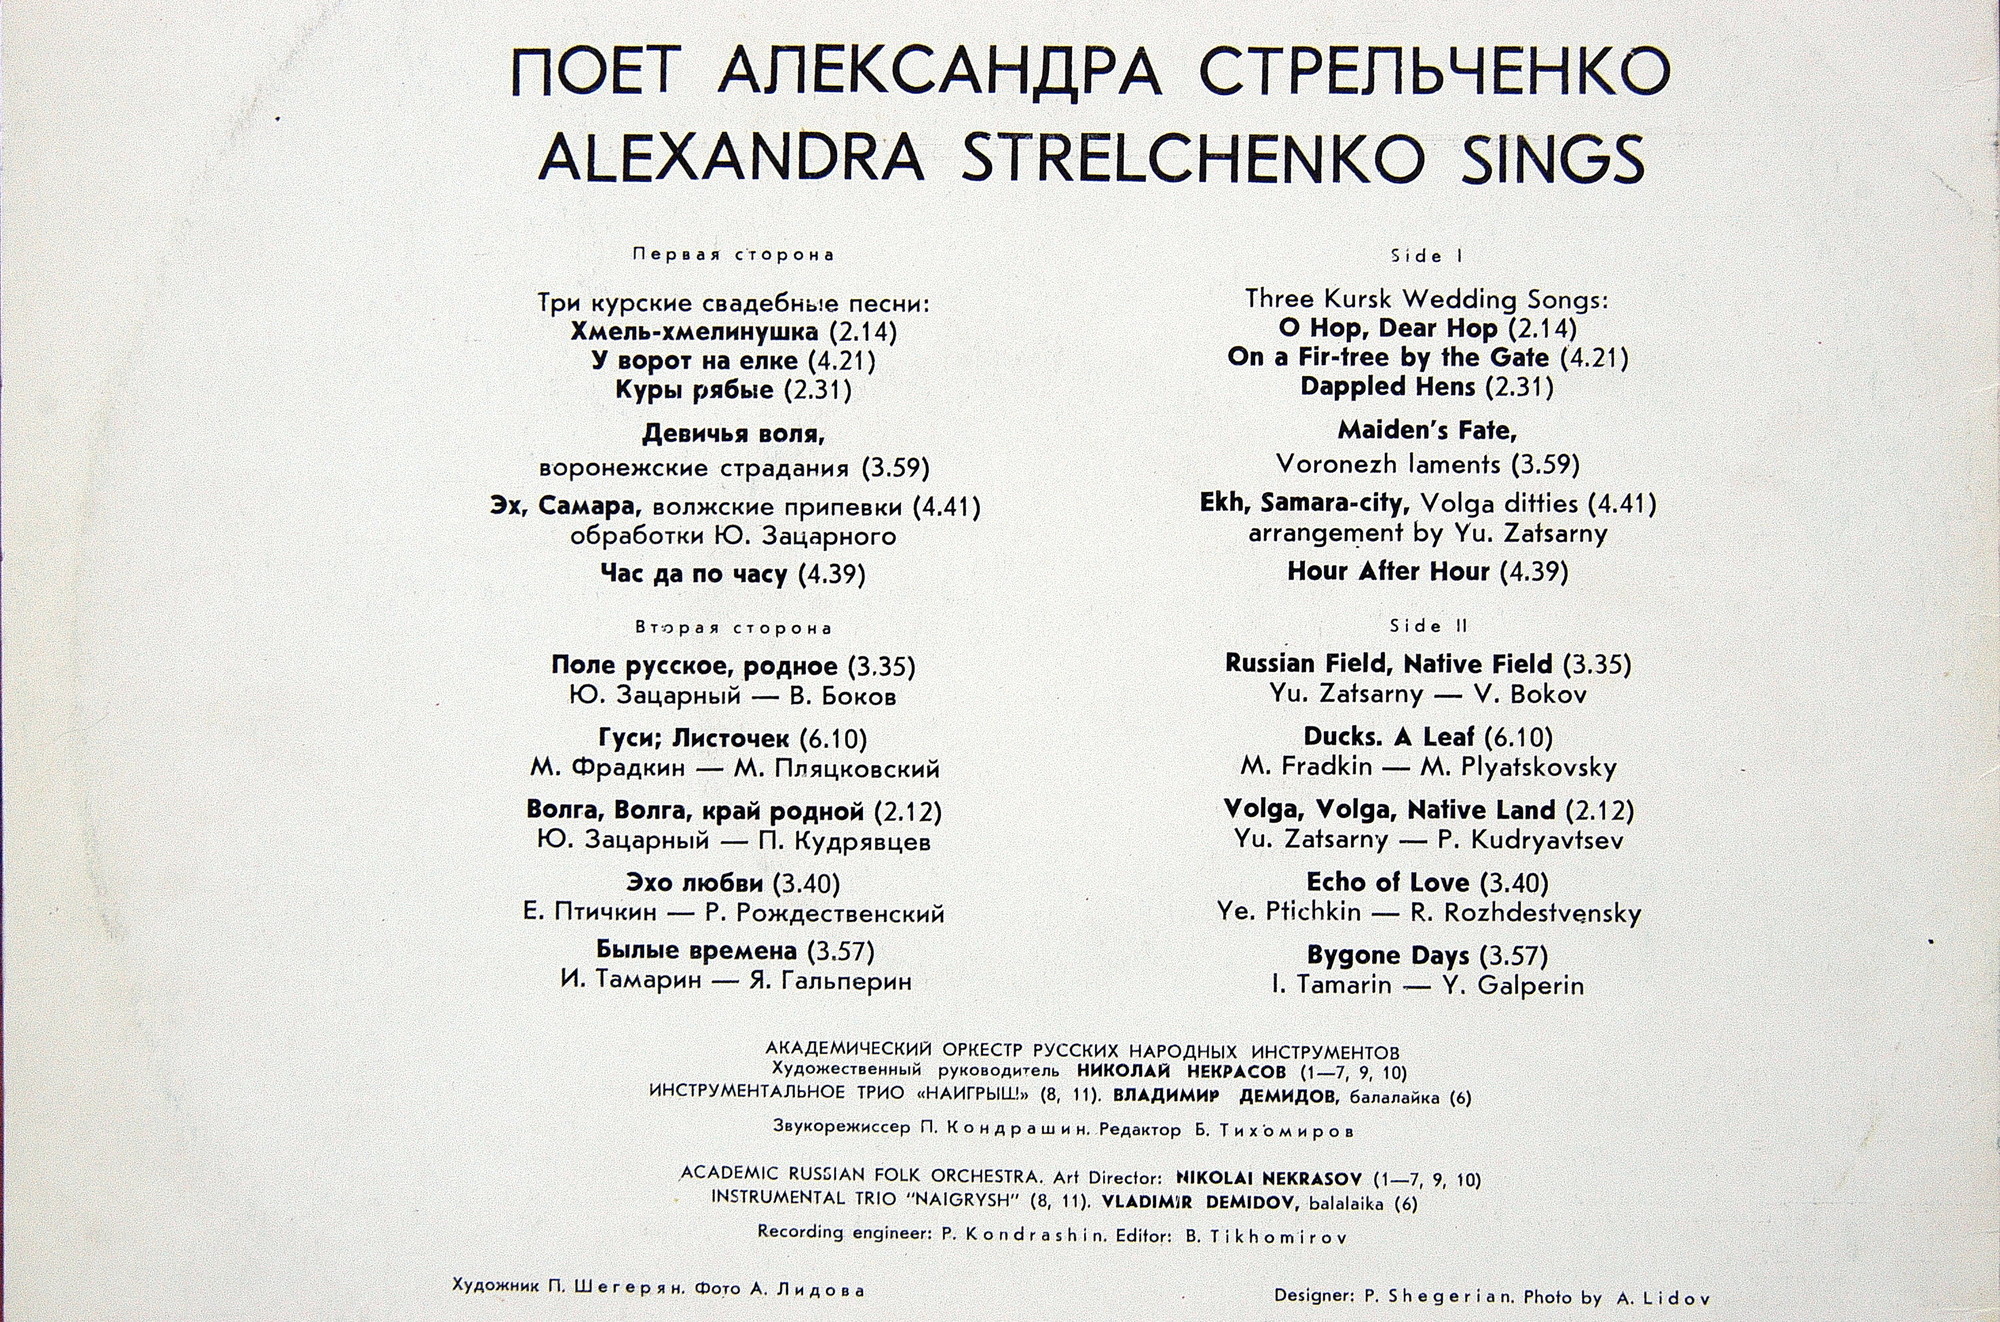 ПОЕТ АЛЕКСАНДРА СТРЕЛЬЧЕНКО
ALEXANDRA STRELCHENKO SINGS
Первая сторона
Три курские свадебные песни:
Хмель-хмелинушка (2.14)
У ворот на елке (4.21)
Куры рябые (2.31)
Девичья воля,
воронежские страдания (3.59)
Эх, Самара, волжские припевки (4.41)
обработки Ю. Зацарного
Час да по часу (4.39)
Вторая сторона
Поле русское, родное (3.35)
Ю. Зацарный — В. Боков
Гуси; Листочек (6.10)
М. Фрадкин — М. Пляцковский
Волга, Волга, край родной (2.12)
Ю. Зацарный — П. Кудрявцев
Эхо любви (3.40)
Е. Птичкин — Р. Рождественский
Былые времена (3.57)
И. Тамарин — Я. Гальперин
Side I
Three Kursk Wedding Songs:
O Hop, Dear Hop (2.14)
On a Fir-tree by the Gate (4.21)
Dappled Hens (2.31)
Maiden's Fate,
Voronezh laments (3.59)
Ekh, Samara-city, Volga ditties (4.41)
arrangement by Yu. Zatsarny
Hour After Hour (4.39)
Side II
Russian Field, Native Field (3.35)
Yu. Zatsarny — V. Bokov
Ducks. A Leaf (6.10)
M. Fradkin — M. Plyatskovsky
Volga, Volga, Native Land (2.12)
Yu. Zatsarny — P. Kudryavtsev
Echo of Love (3.40)
Ye. Ptichkin — R. Rozhdestvensky
Bygone Days (3.57)
I. Tamarin — Y. Galperin
АКАДЕМИЧЕСКИЙ ОРКЕСТР РУССКИХ НАРОДНЫХ ИНСТРУМЕНТОВ
Художественный руководитель НИКОЛАЙ НЕКРАСОВ (1—7, 9, 10)
ИНСТРУМЕНТАЛЬНОЕ ТРИО «НАИГРЫШ!» (8, 11). ВЛАДИМИР ДЕМИДОВ, балалайка (6)
Звукорежиссер П. Кондрашин. Редактор Б. Тихомиров
ACADEMIC RUSSIAN FOLK ORCHESTRA. Art Director: NIKOLAI NEKRASOV (1—7, 9, 10)
INSTRUMENTAL TRIO "NAIGRYSH" (8, 11). VLADIMIR DEMIDOV, balalaika (6)
Recording engineer: P. Kondrashin. Editor: B. Tikhomirov
Художник П. Шегерян. Фото А. Лидова
Designer: P. Shegerian. Photo by A. Lidov